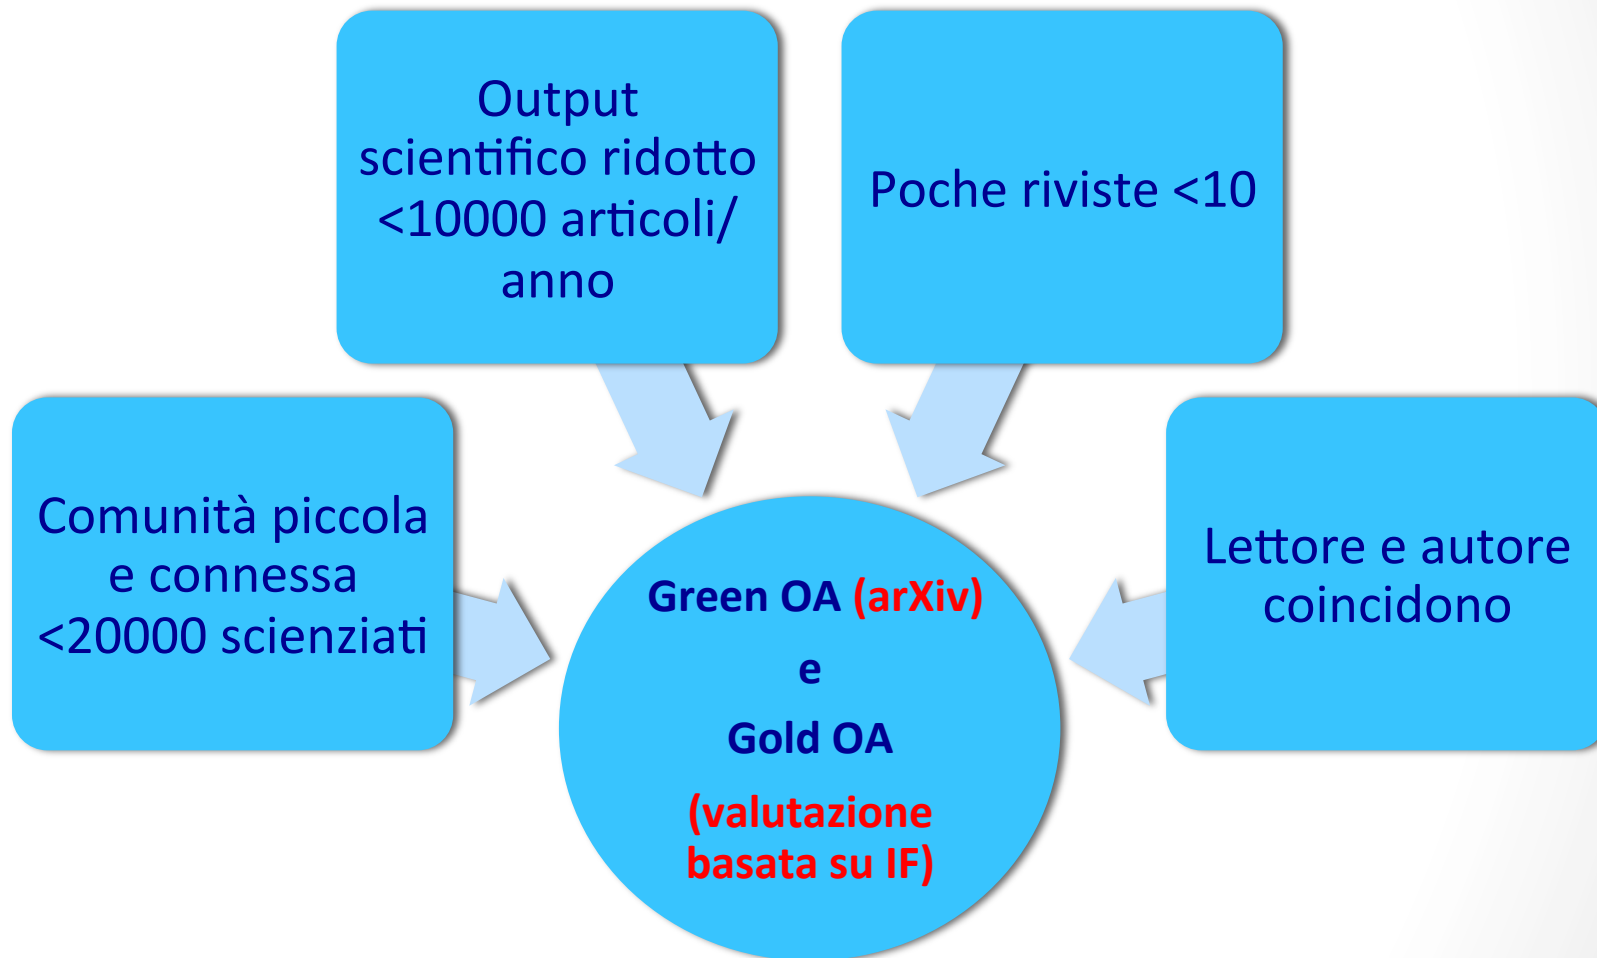 Output
scientifico ridotto
<10000 articoli/
anno
Poche riviste <10
Comunità piccola
e connessa
<20000 scienziati
Lettore e autore
coincidono
Green OA (arXiv)
e
Gold OA
(valutazione
basata su IF)